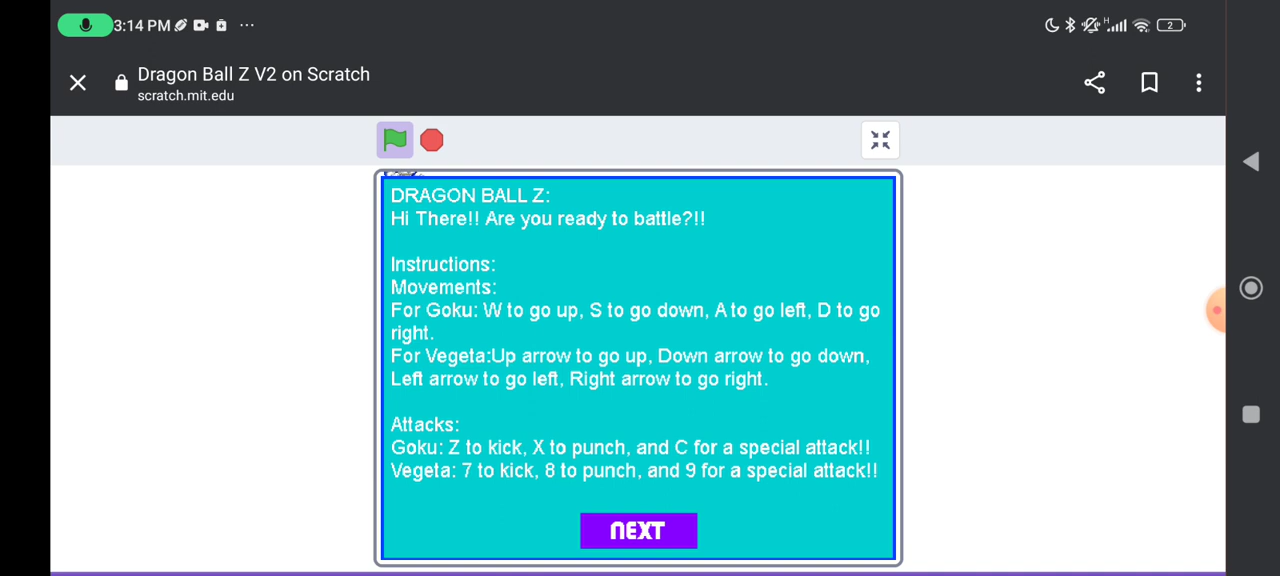 3:14 PM
H
2
Dragon Ball Z V2 on Scratch
scratch.mit.edu
DRAGON BALL Z:
Hi There!! Are you ready to battle?!!
Instructions:
Movements:
For Goku: W to go up, S to go down, A to go left, D to go
right.
For Vegeta:Up arrow to go up, Down arrow to go down,
Left arrow to go left, Right arrow to go right.
Attacks:
Goku: Z to kick, X to punch, and C for a special attack!!
Vegeta: 7 to kick, 8 to punch, and 9 for a special attack!!
NEXT